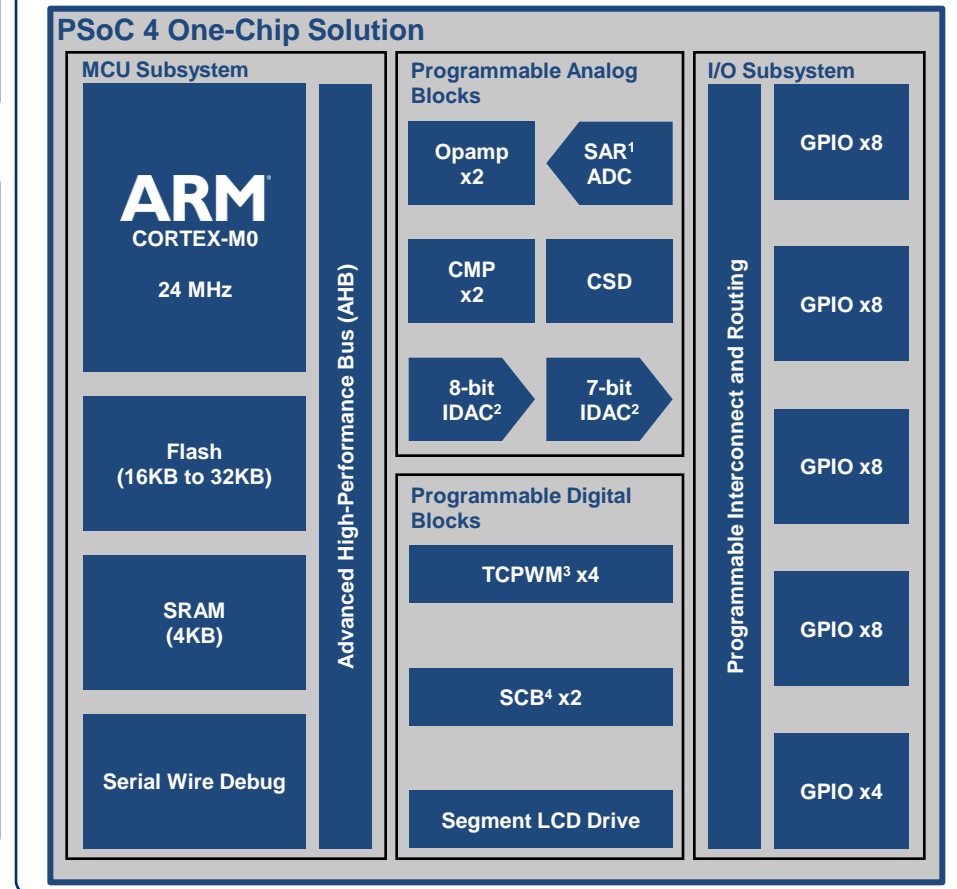 PSoC 4 One-Chip Solution
MCU Subsystem
ARM®
CORTEX-M0
24 MHz
Flash
(16KB to 32KB)
SRAM
(4KB)
Serial Wire Debug
Advanced High-Performance Bus (AHB)
Programmable Analog
Blocks
Opamp
x2
SAR¹
ADC
CMP
x2
CSD
8-bit
IDAC²
7-bit
IDAC²
Programmable Digital
Blocks
TCPWM³ x4
SCB⁴ x2
Segment LCD Drive
I/O Subsystem
Programmable Interconnect and Routing
GPIO x8
GPIO x8
GPIO x8
GPIO x8
GPIO x4